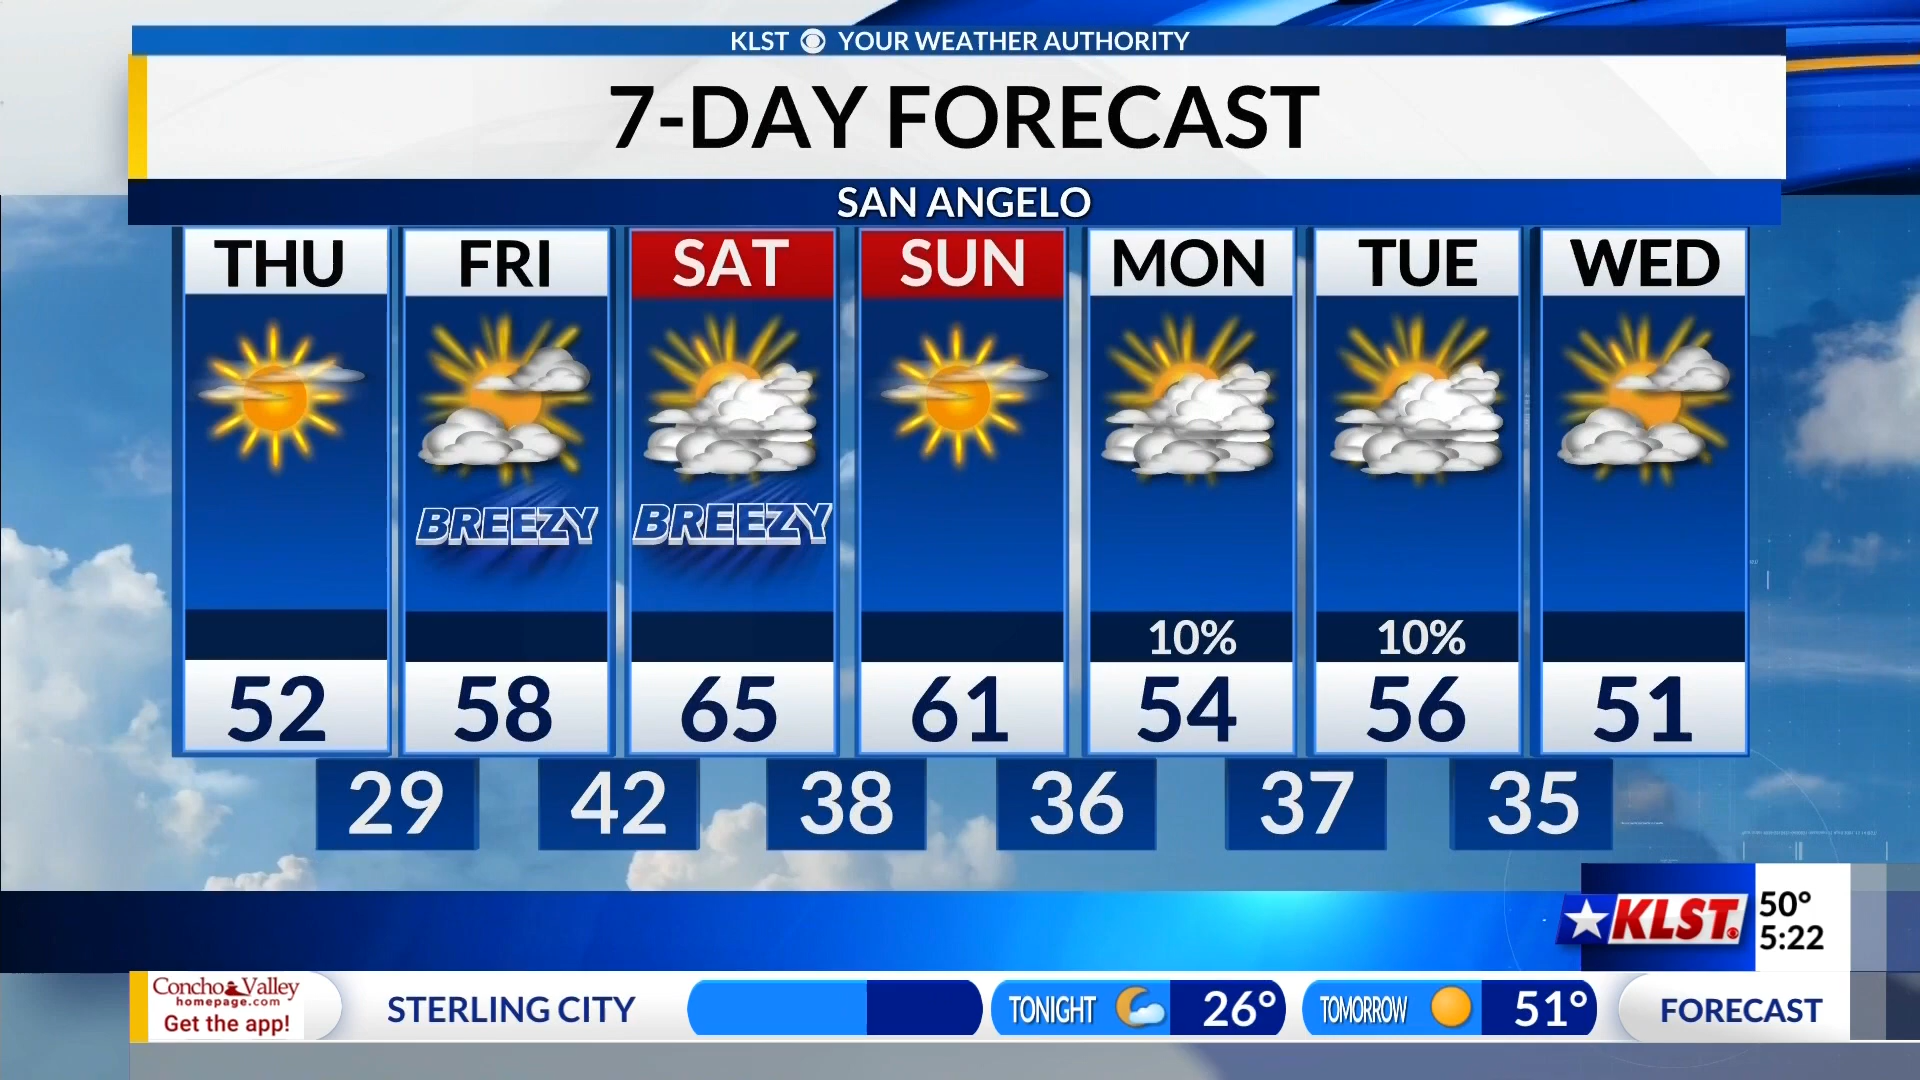 KLST YOUR WEATHER AUTHORITY
7-DAY FORECAST
SAN ANGELO
THU FRI SAT SUN MON TUE WED
BREEZY BREEZY
10% 10%
52 58 65 61 54 56 51
29 42 38 36 37 35
KLST
50°
5:22
Concho Valley
homepage.com
Get the app!
STERLING CITY
TONIGHT 26°
TOMORROW 51°
FORECAST